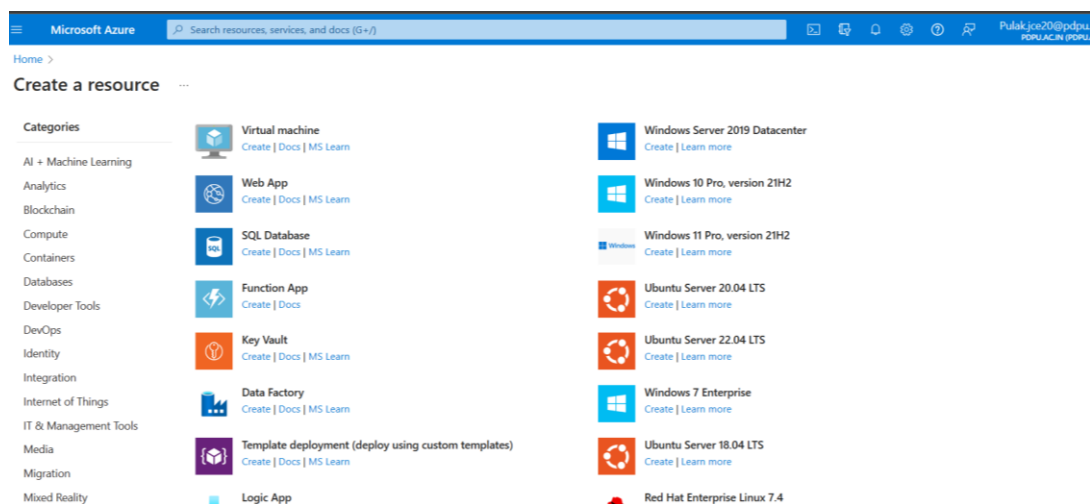 Microsoft Azure
Search resources, services, and docs (G+/)
Pulak.jce20@pdpu.
PDPU.AC.IN (PDPU.
Home >
Create a resource ...
Categories
AI + Machine Learning
Analytics
Blockchain
Compute
Containers
Databases
Developer Tools
DevOps
Identity
Integration
Internet of Things
IT & Management Tools
Media
Migration
Mixed Reality
Virtual machine
Create | Docs | MS Learn
Web App
Create | Docs | MS Learn
SQL Database
Create | Docs | MS Learn
Function App
Create | Docs
Key Vault
Create | Docs | MS Learn
Data Factory
Create | Docs | MS Learn
Template deployment (deploy using custom templates)
Create | Docs | MS Learn
Logic App
Windows Server 2019 Datacenter
Create | Learn more
Windows 10 Pro, version 21H2
Create | Learn more
Windows
Windows 11 Pro, version 21H2
Create | Learn more
Ubuntu Server 20.04 LTS
Create | Learn more
Ubuntu Server 22.04 LTS
Create | Learn more
Windows 7 Enterprise
Create | Learn more
Ubuntu Server 18.04 LTS
Create | Learn more
Red Hat Enterprise Linux 7.4
SQL